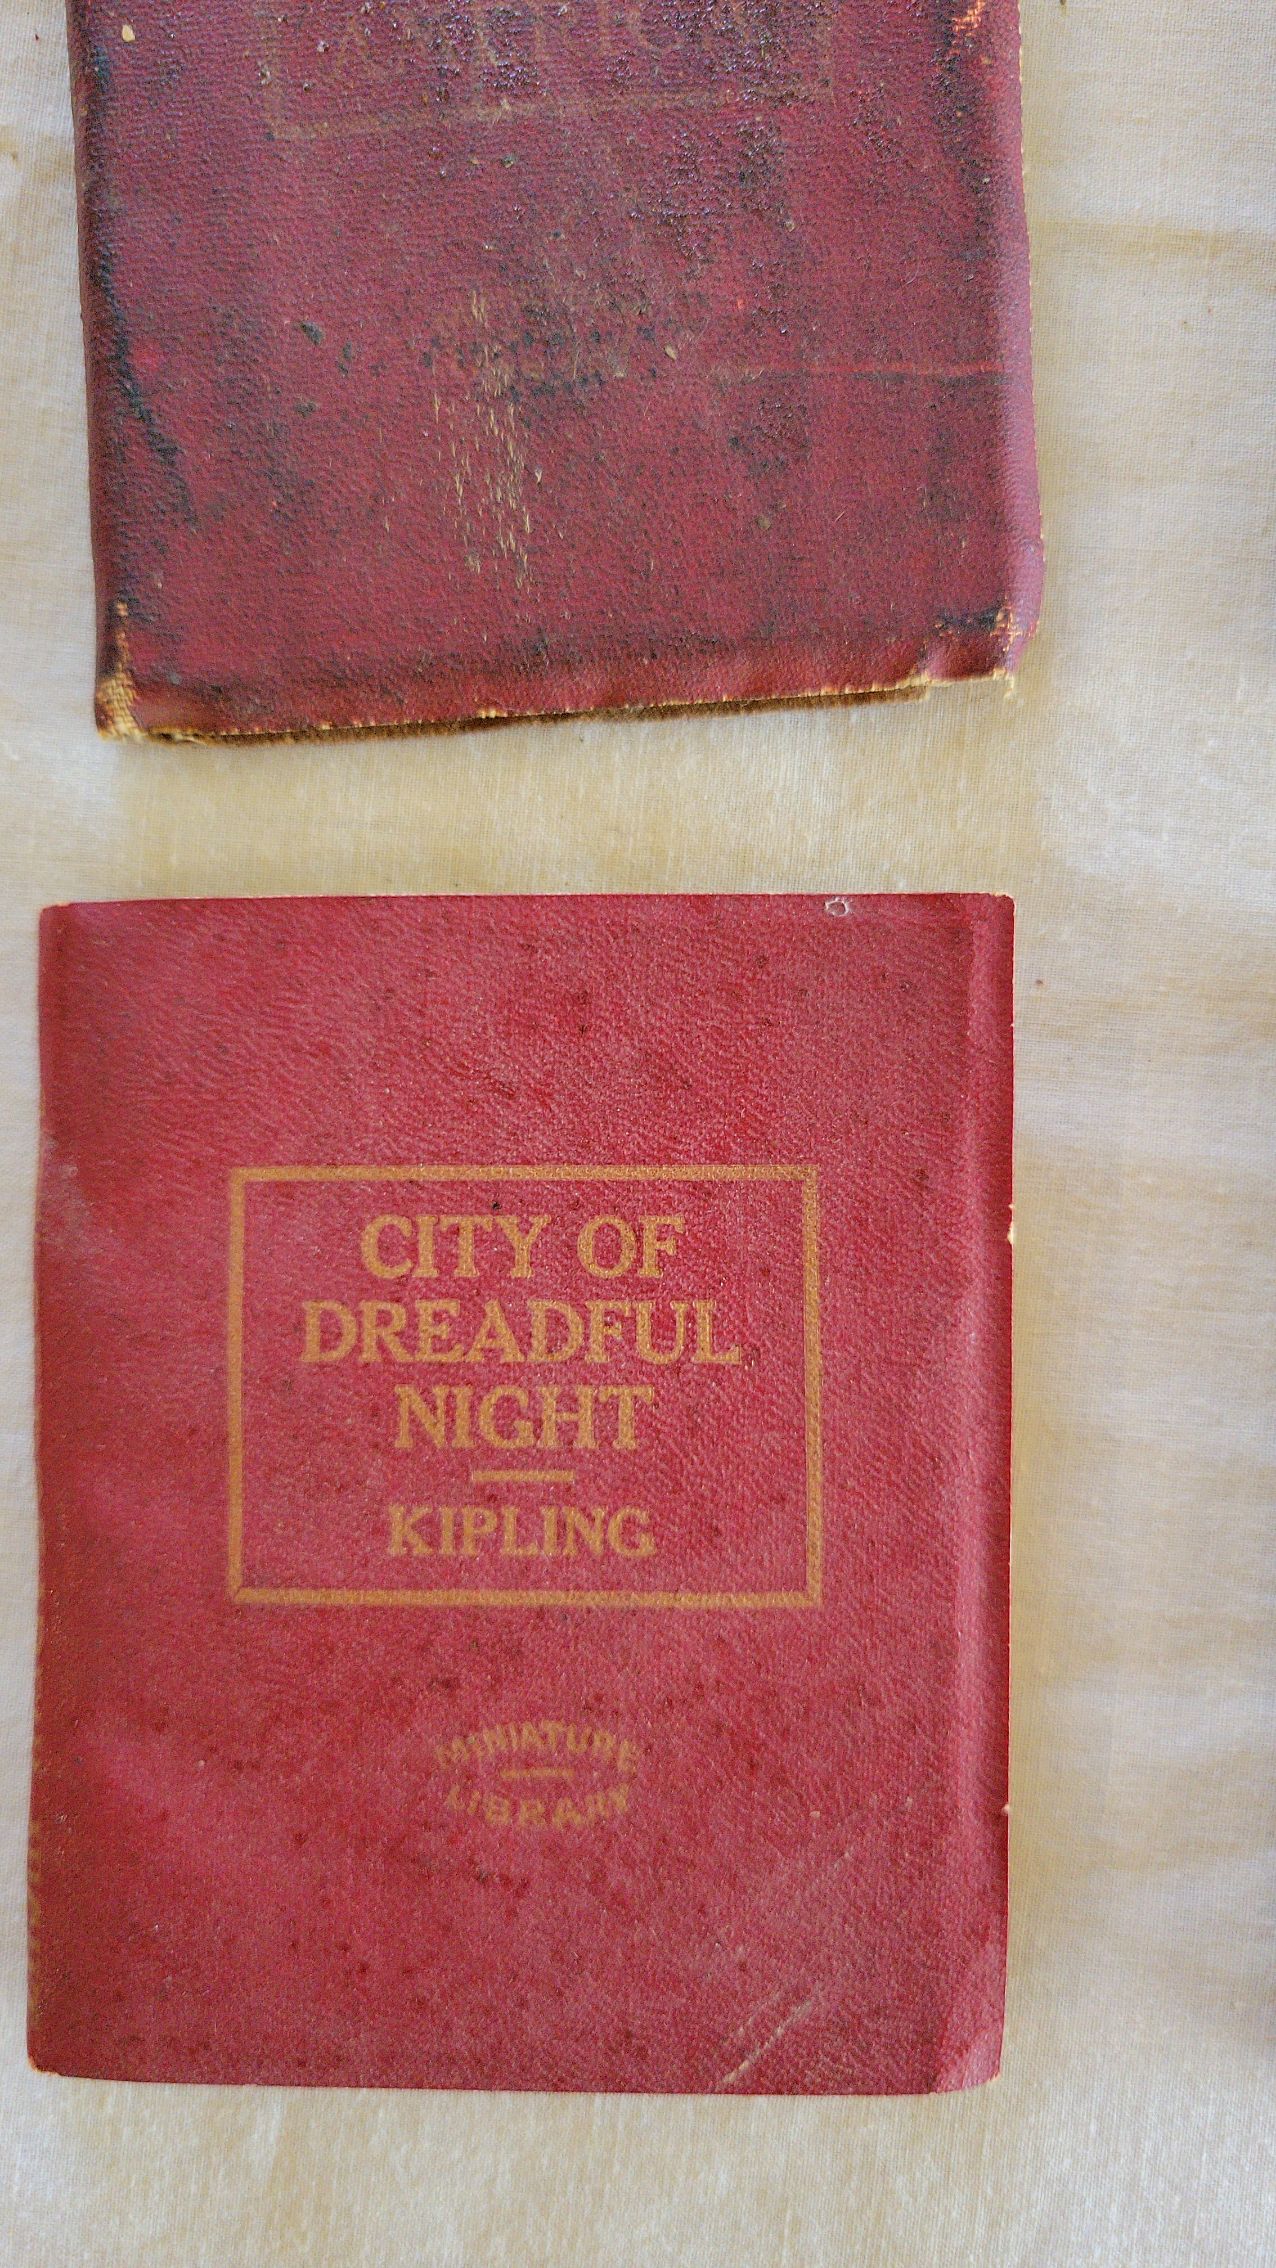 CITY OF
DREADFUL
NIGHT
KIPLING
MINIATURE
LIBRARY